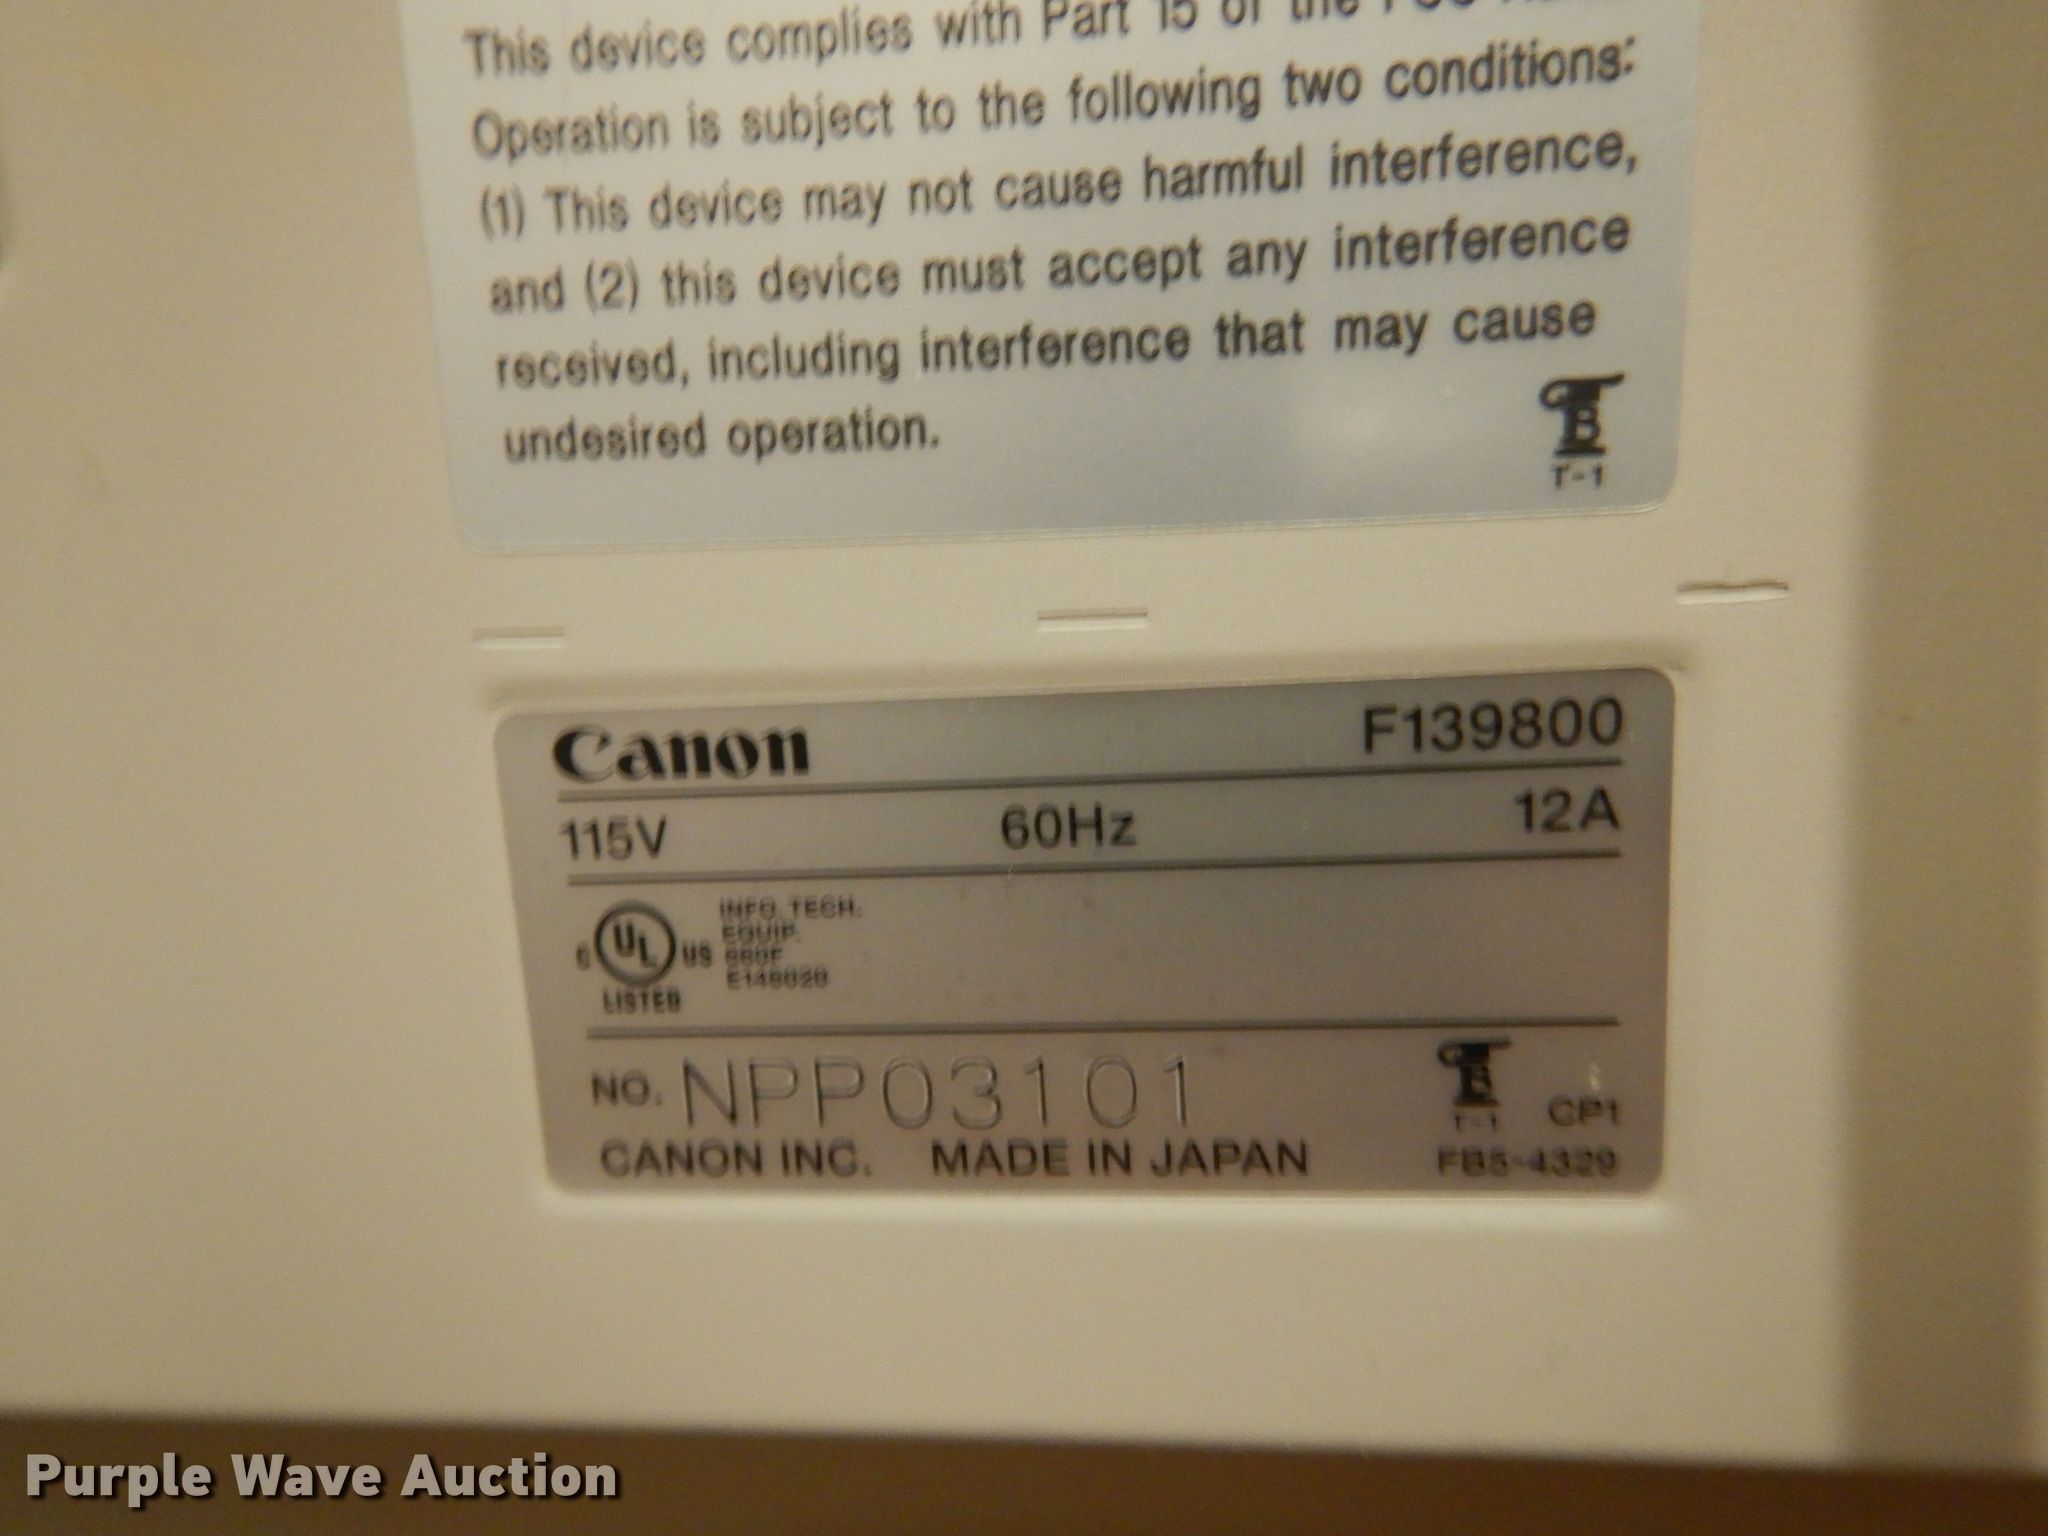 This device complies with Part 15 of the FCC
Operation is subject to the following two conditions:
(1) This device may not cause harmful interference,
and (2) this device must accept any interference
received, including interference that may cause
undesired operation.
B
T-1
Canon F139800
115V 60Hz 12A
C UL US LISTED
INFO. TECH.
EQUIP.
NO. NPP03101
T-1 CP1
CANON INC. MADE IN JAPAN FB5-4329
Purple Wave Auction